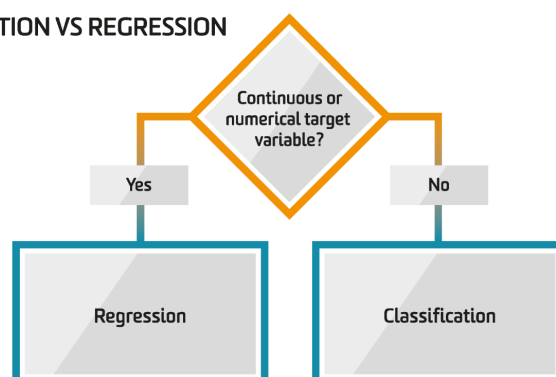 TION VS REGRESSION
Continuous or
numerical target
variable?
Yes
No
Regression
Classification